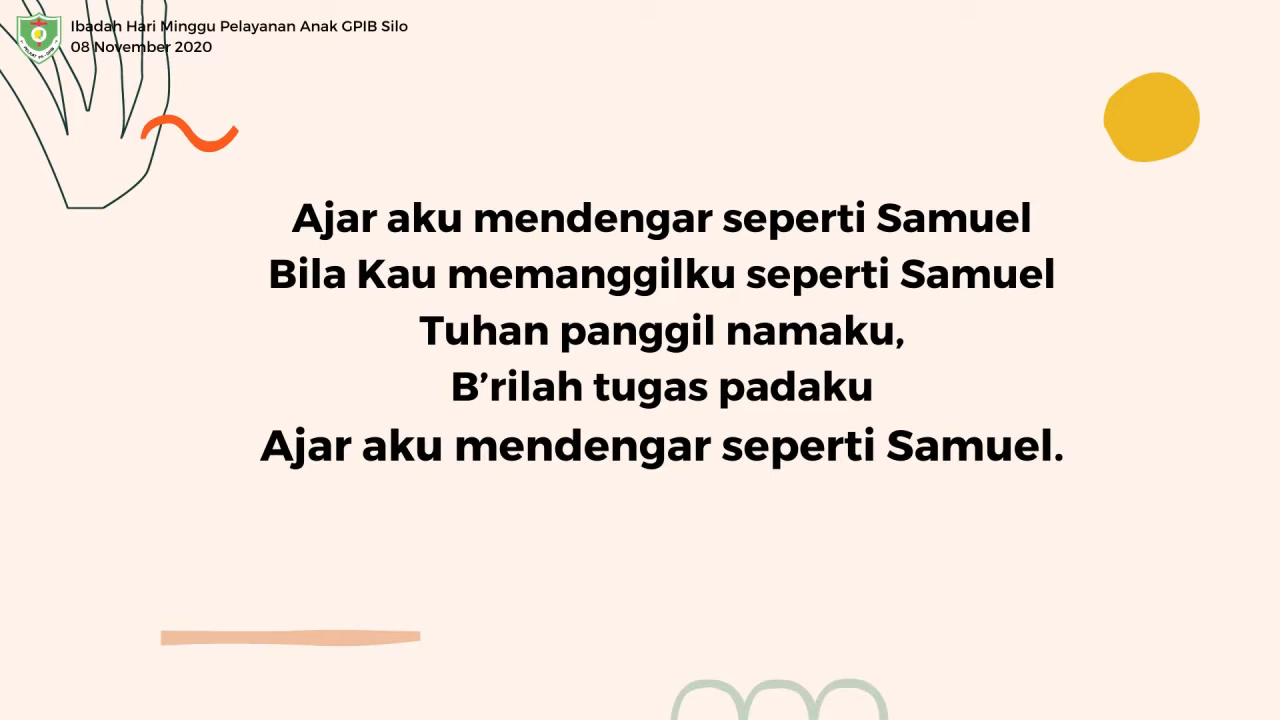 Ibadah Hari Minggu Pelayanan Anak GPIB Silo
08 November 2020
Ajar aku mendengar seperti Samuel
Bila Kau memanggilku seperti Samuel
Tuhan panggil namaku,
B’rilah tugas padaku
Ajar aku mendengar seperti Samuel.